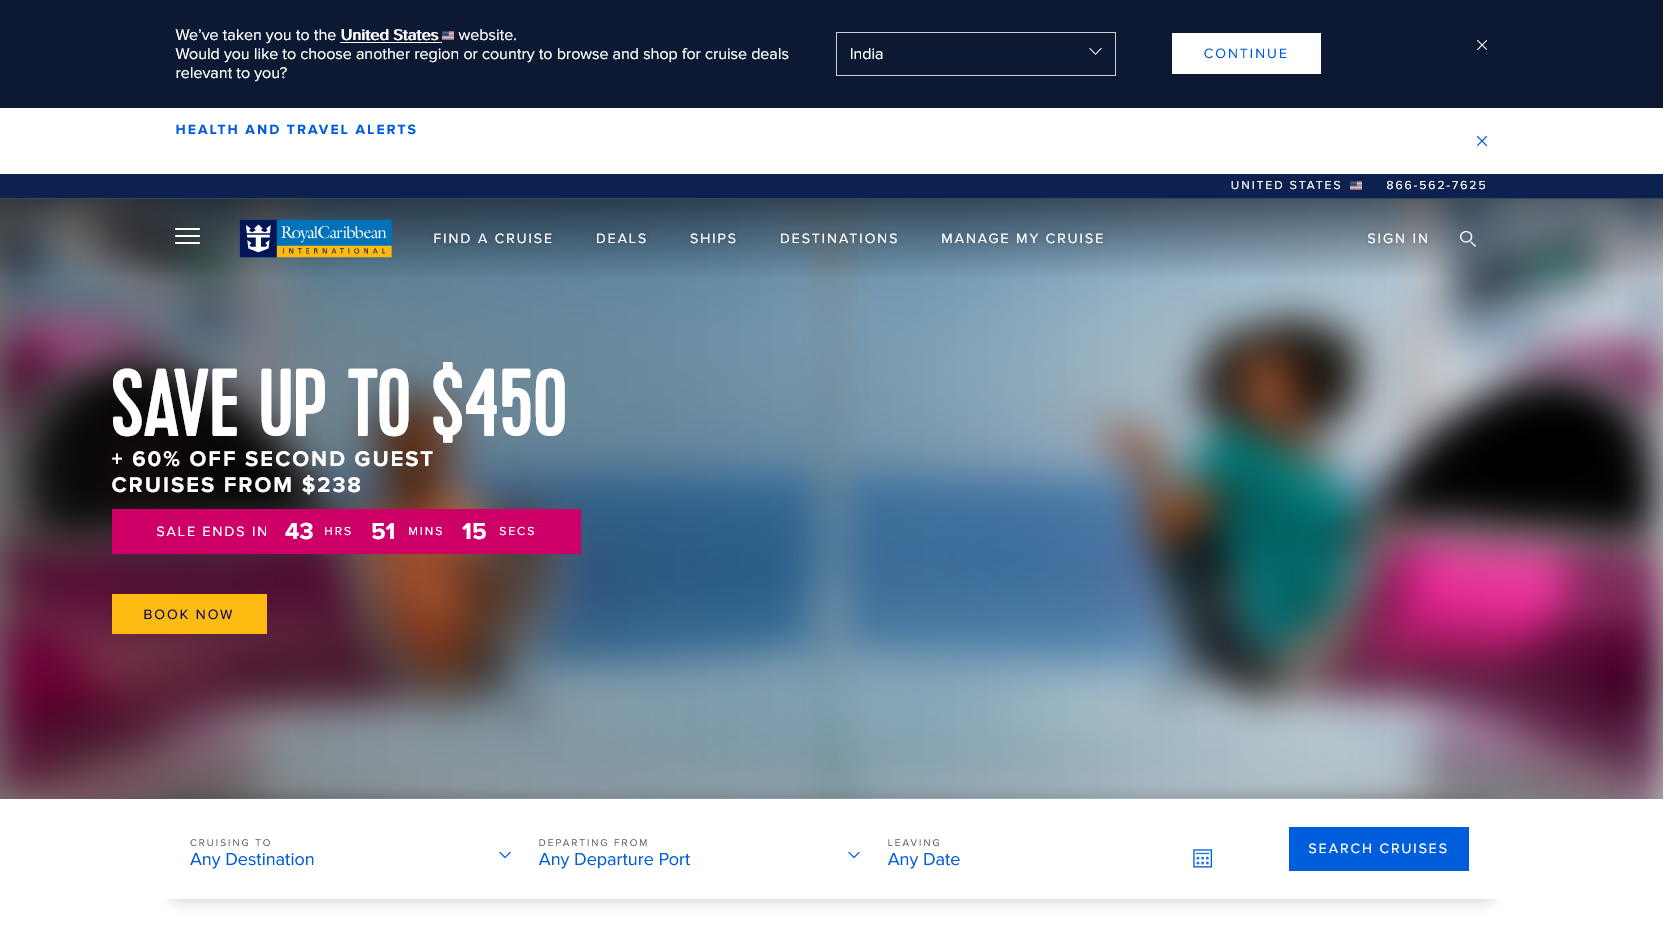 We've taken you to the United States website.
Would you like to choose another region or country to browse and shop for cruise deals
relevant to you?
India
CONTINUE
HEALTH AND TRAVEL ALERTS
UNITED STATES 866-562-7625
RoyalCaribbean
INTERNATIONAL
FIND A CRUISE DEALS SHIPS DESTINATIONS MANAGE MY CRUISE SIGN IN
SAVE UP TO $450
+ 60% OFF SECOND GUEST
CRUISES FROM $238
SALE ENDS IN 43 HRS 51 MINS 15 SECS
BOOK NOW
CRUISING TO
Any Destination
DEPARTING FROM
Any Departure Port
LEAVING
Any Date
SEARCH CRUISES